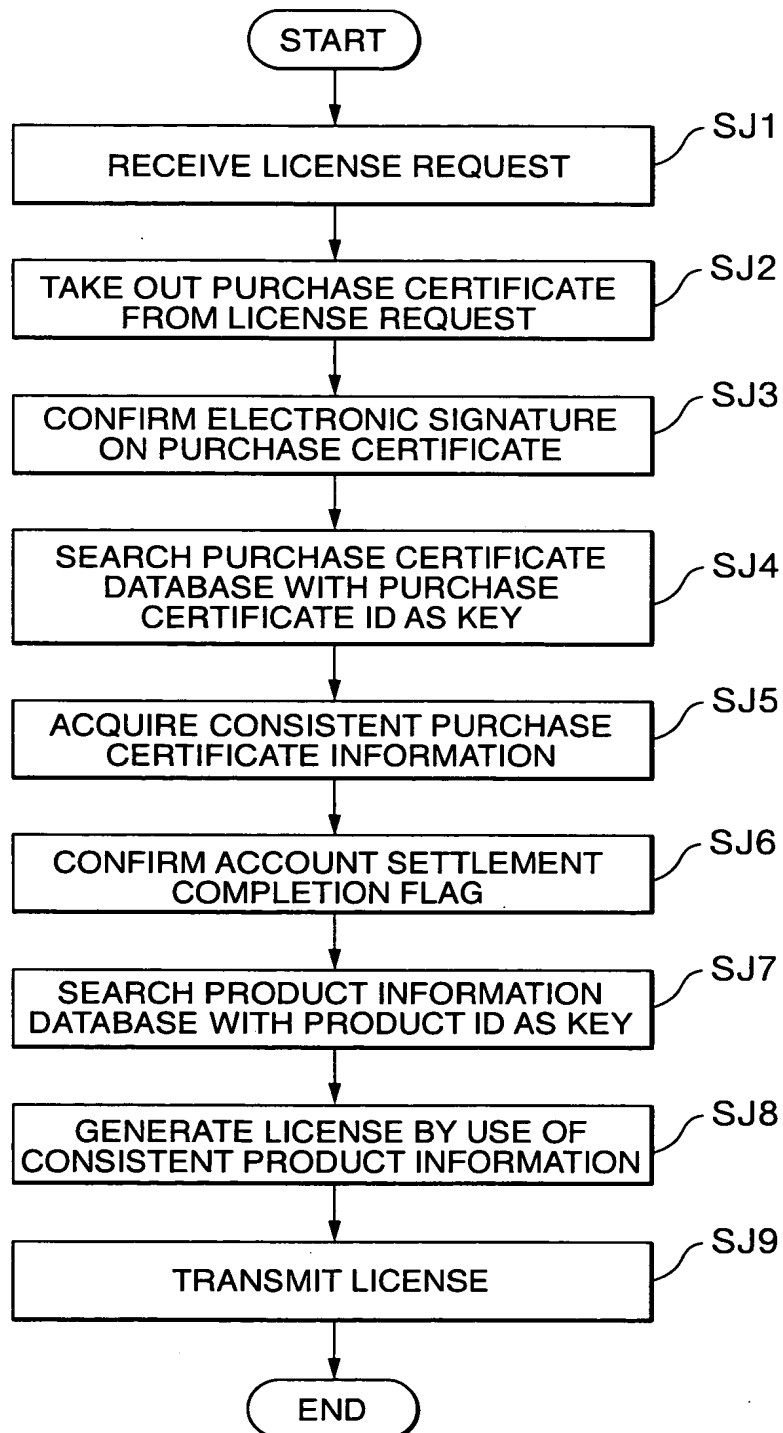 START
SJ1
RECEIVE LICENSE REQUEST
SJ2
TAKE OUT PURCHASE CERTIFICATE
FROM LICENSE REQUEST
SJ3
CONFIRM ELECTRONIC SIGNATURE
ON PURCHASE CERTIFICATE
SJ4
SEARCH PURCHASE CERTIFICATE
DATABASE WITH PURCHASE
CERTIFICATE ID AS KEY
SJ5
ACQUIRE CONSISTENT PURCHASE
CERTIFICATE INFORMATION
SJ6
CONFIRM ACCOUNT SETTLEMENT
COMPLETION FLAG
SJ7
SEARCH PRODUCT INFORMATION
DATABASE WITH PRODUCT ID AS KEY
SJ8
GENERATE LICENSE BY USE OF
CONSISTENT PRODUCT INFORMATION
SJ9
TRANSMIT LICENSE
END